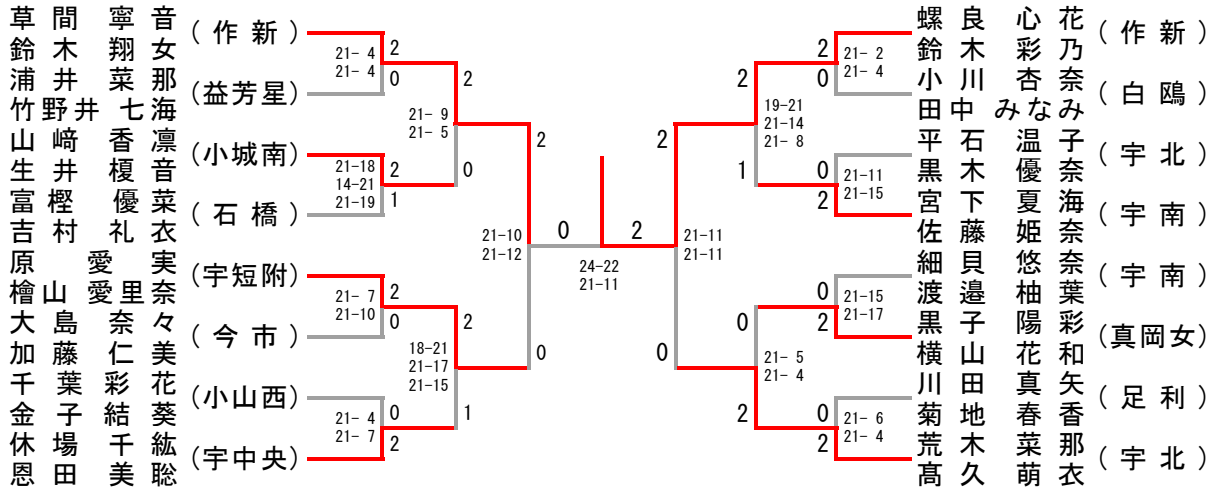 草間 寧音
鈴木 翔女
(作新)
浦井 菜那
竹野井 七海
(益芳星)
山﨑 香凛
生井 榎音
(小城南)
富樫 優菜
吉村 礼衣
(石橋)
原 愛実
檜山 愛里奈
(宇短附)
大島 奈々
加藤 仁美
(今市)
千葉 彩花
金子 結葵
(小山西)
休場 千紘
恩田 美聡
(宇中央)
21- 4
21- 4
2
0
21-18
14-21
21-19
2
1
21- 7
21-10
2
0
21- 4
21- 7
0
2
21- 9
21- 5
2
0
18-21
21-17
21-15
2
1
21-10
21-12
2
0
0
2
24-22
21-11
21-11
21-11
2
0
19-21
21-14
21- 8
2
1
21- 5
21- 4
0
2
21- 2
21- 4
2
0
21-11
21-15
0
2
21-15
21-17
0
2
21- 6
21- 4
0
2
螺良 心花
鈴木 彩乃
(作新)
小川 杏奈
田中 みなみ
(白鴎)
平石 温子
黒木 優奈
(宇北)
宮下 夏海
佐藤 姫奈
(宇南)
細貝 悠奈
渡邉 柚葉
(宇南)
黒子 陽彩
横山 花和
(真岡女)
川田 真矢
菊地 春香
(足利)
荒木 菜那
髙久 萌衣
(宇北)